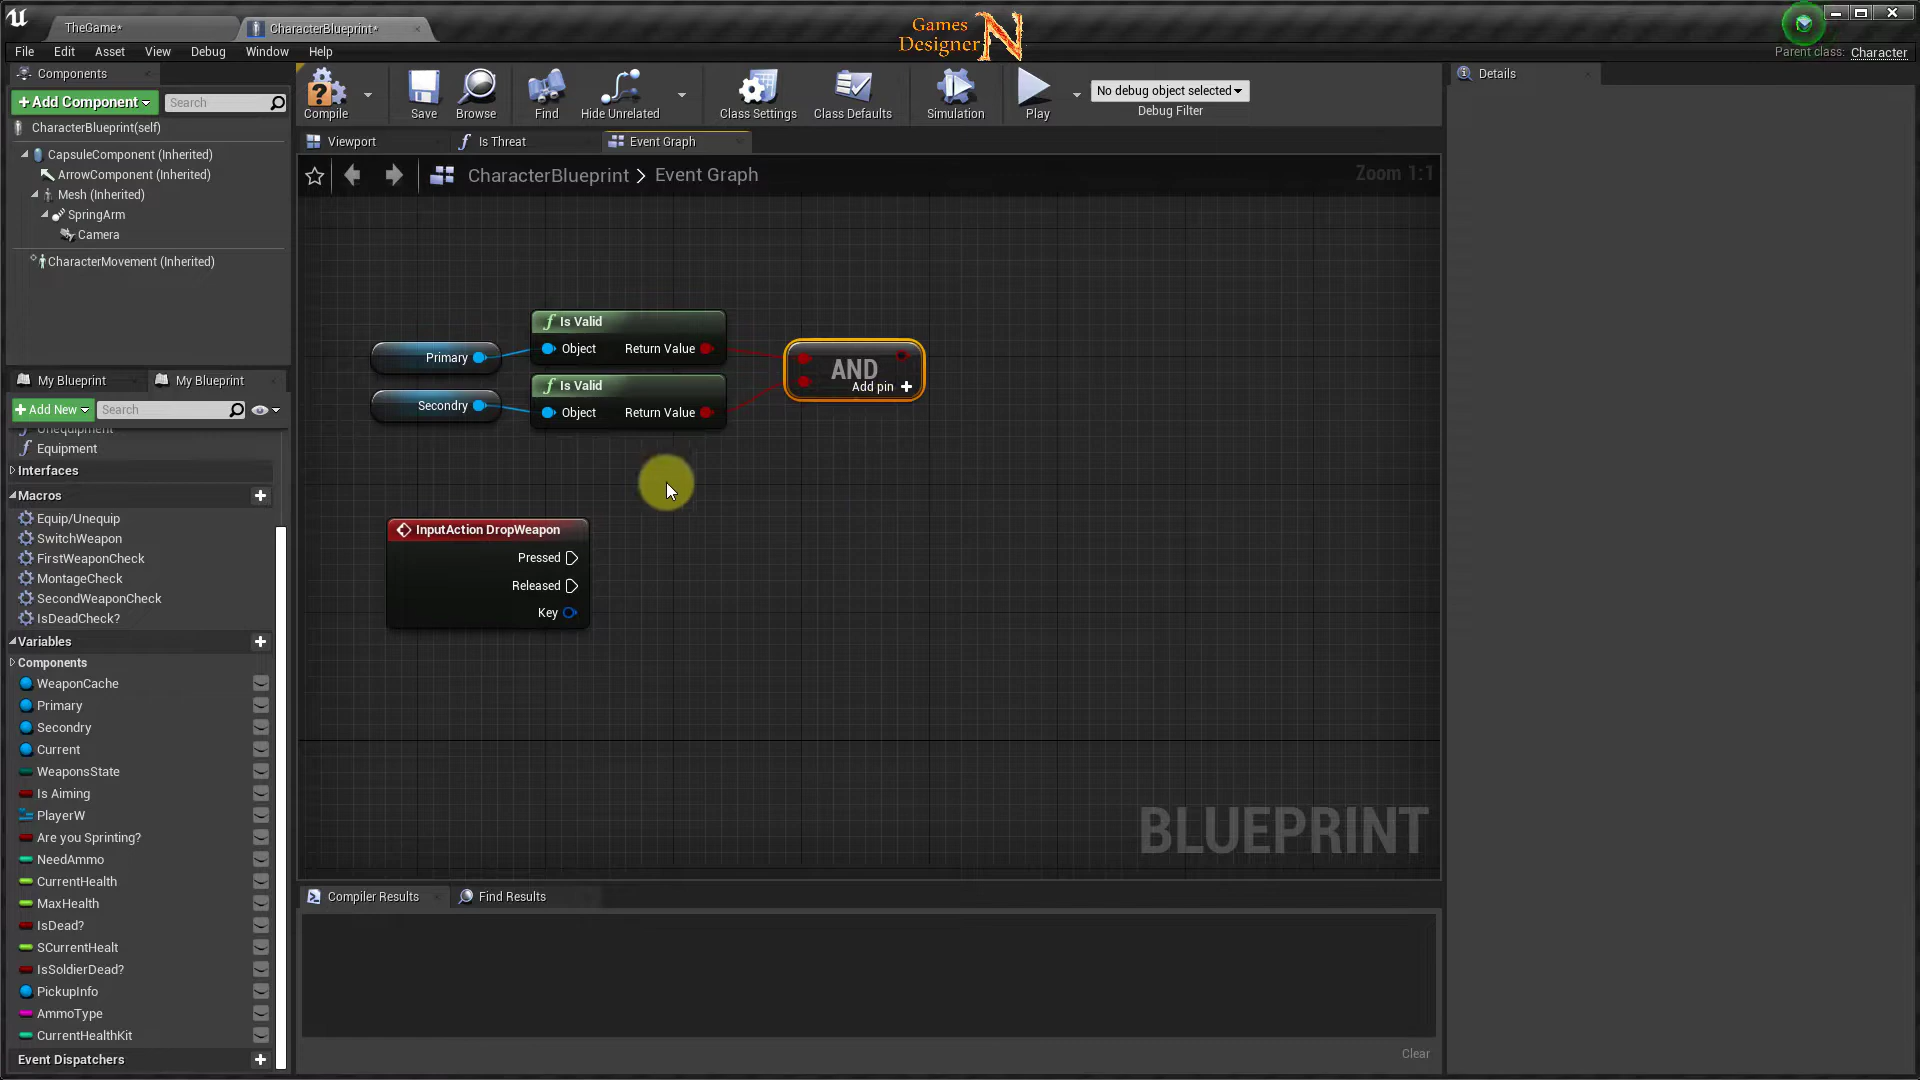 TheGame*
CharacterBlueprint*
Games
Designer N
File Edit Asset View Debug Window Help
Parent class: Character
Components
Add Component
Search
CharacterBlueprint(self)
CapsuleComponent (Inherited)
ArrowComponent (Inherited)
Mesh (Inherited)
SpringArm
Camera
CharacterMovement (Inherited)
Compile
Save
Browse
Find
Hide Unrelated
Class Settings
Class Defaults
Simulation
Play
No debug object selected
Debug Filter
Details
Viewport
Is Threat
Event Graph
CharacterBlueprint > Event Graph
Zoom 1:1
Primary
Is Valid
Object
Return Value
Secondry
Is Valid
Object
Return Value
AND
Add pin +
InputAction DropWeapon
Pressed
Released
Key
BLUEPRINT
My Blueprint
My Blueprint
Add New
Search
Unequipment
Equipment
Interfaces
Macros
Equip/Unequip
SwitchWeapon
FirstWeaponCheck
MontageCheck
SecondWeaponCheck
IsDeadCheck?
Variables
Components
WeaponCache
Primary
Secondry
Current
WeaponsState
Is Aiming
PlayerW
Are you Sprinting?
NeedAmmo
CurrentHealth
MaxHealth
IsDead?
SCurrentHealt
IsSoldierDead?
PickupInfo
AmmoType
CurrentHealthKit
Event Dispatchers
Compiler Results
Find Results
Clear